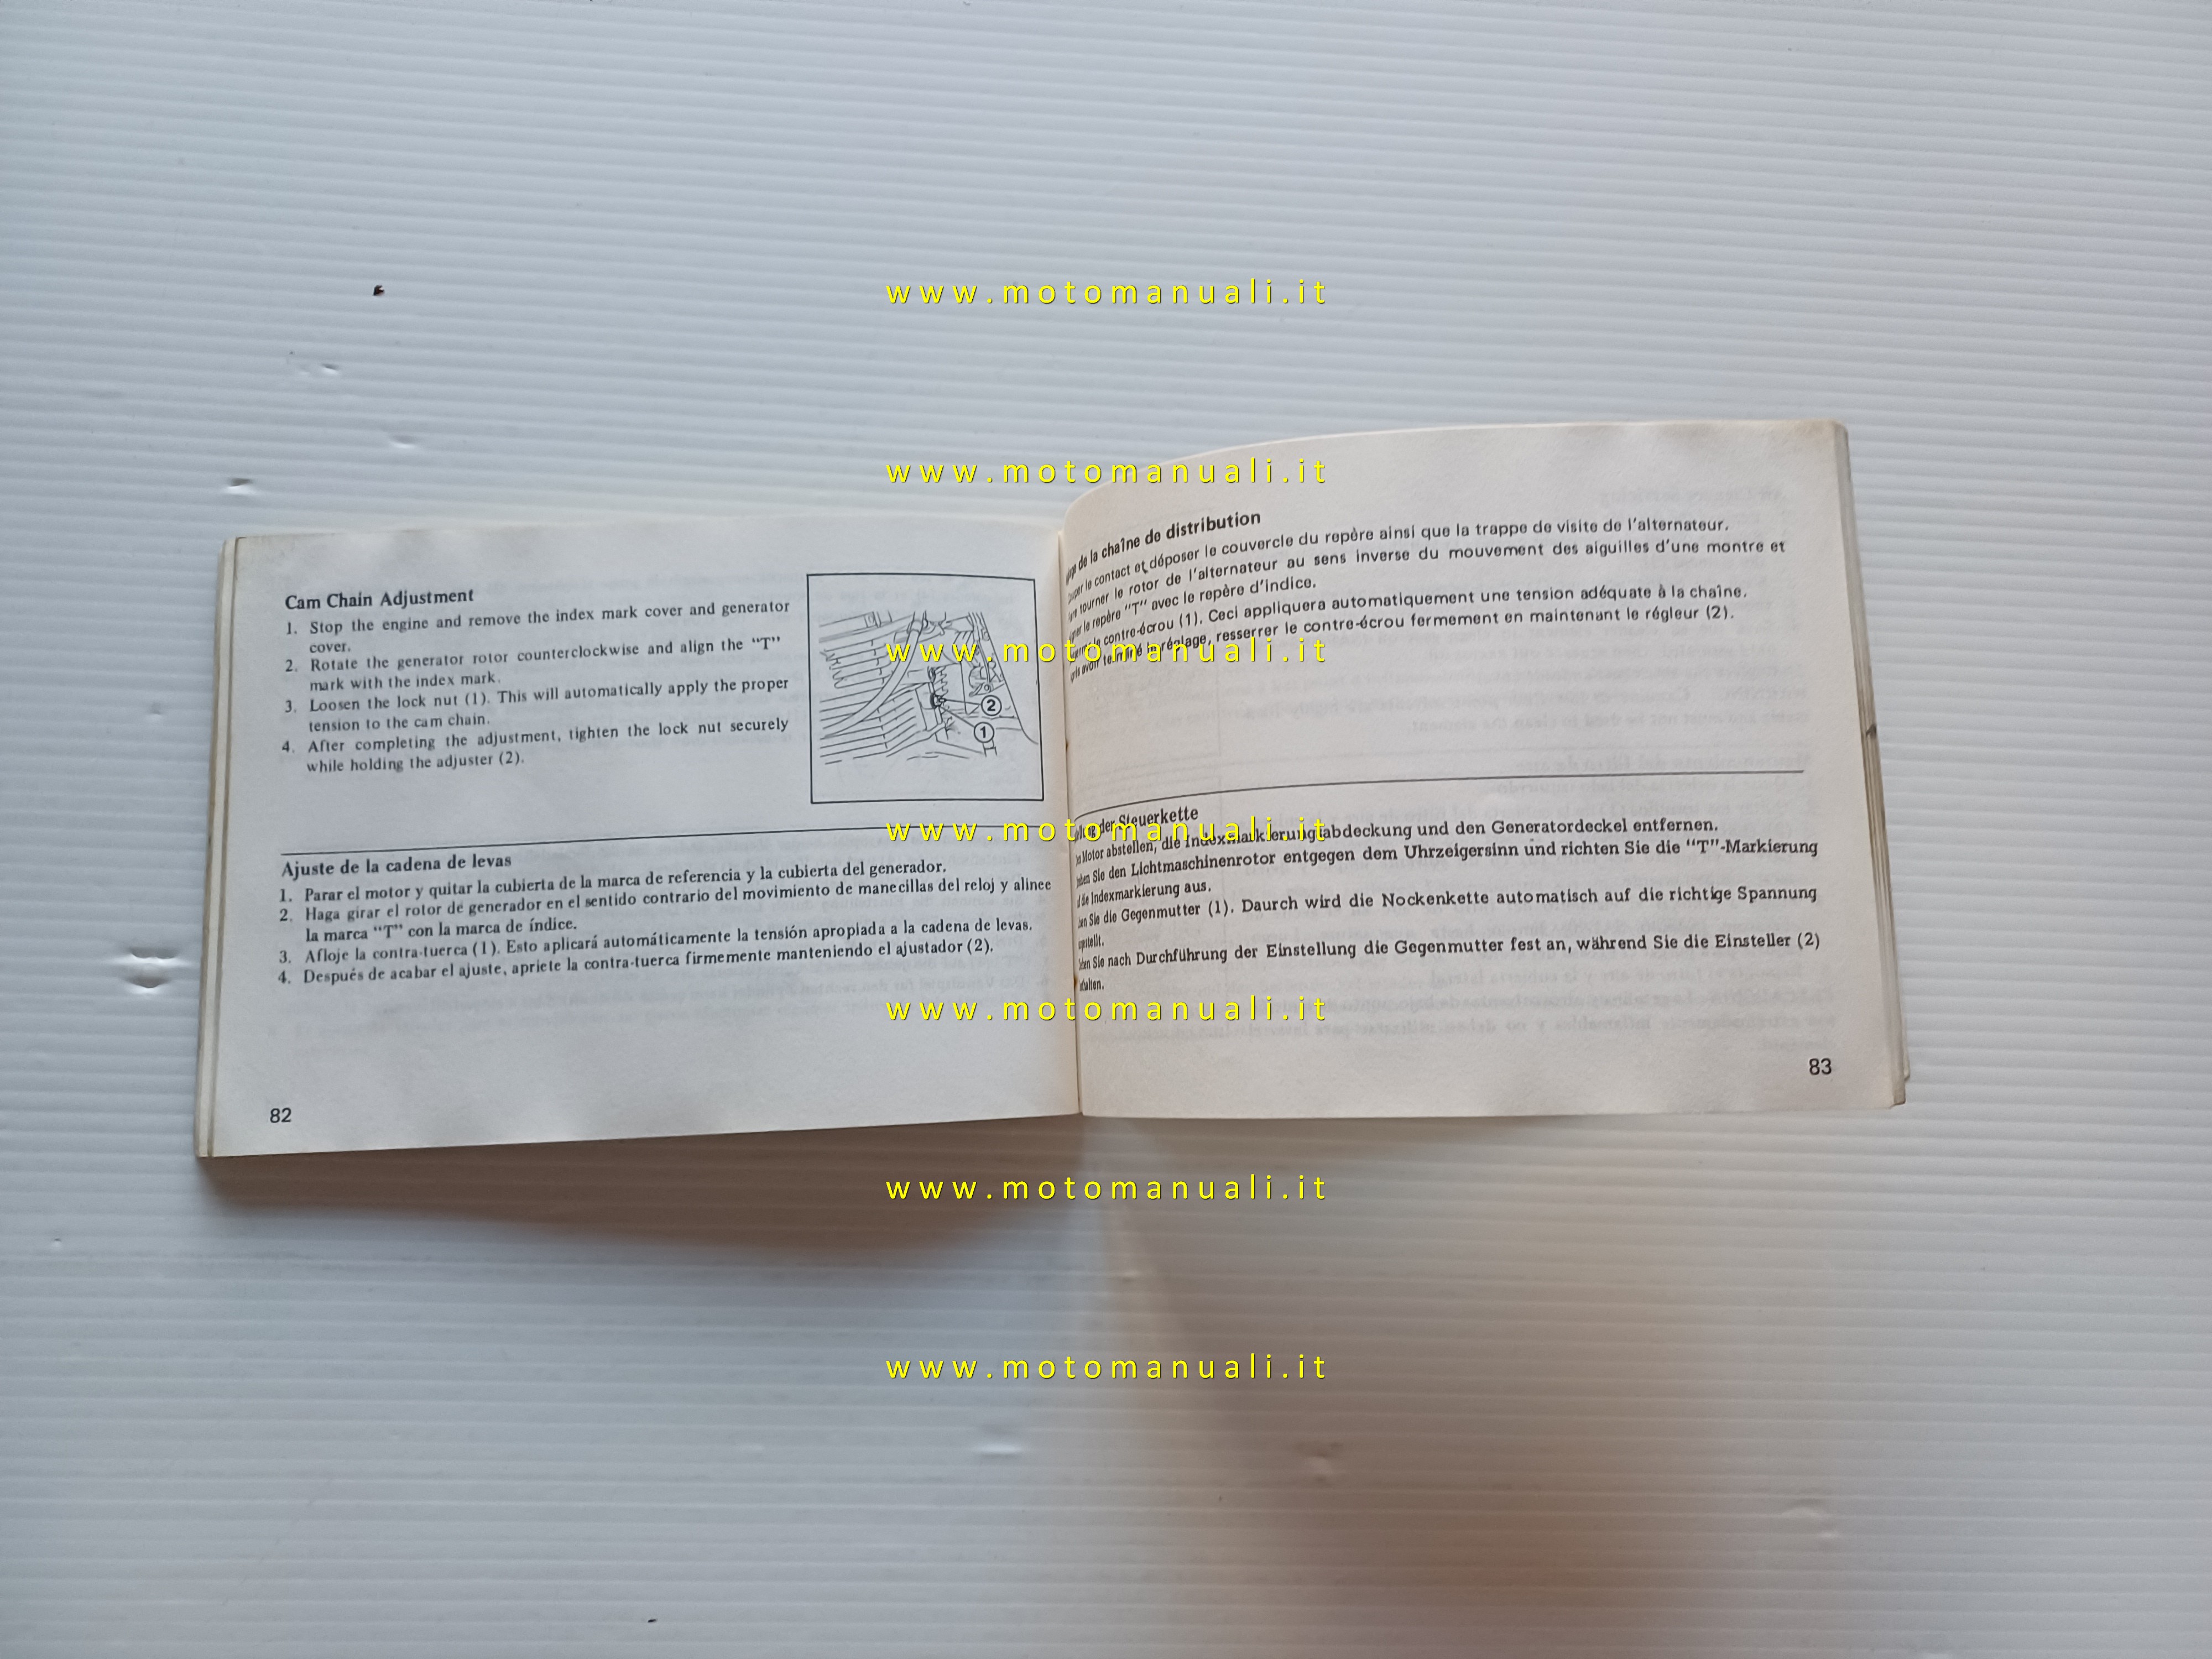 Cam Chain Adjustment
1. Stop the engine and remove the index mark cover and generator
cover.
2. Rotate the generator rotor counterclockwise and align the “T”
mark with the index mark.
3. Loosen the lock nut (1). This will automatically apply the proper
tension to the cam chain.
4. After completing the adjustment, tighten the lock nut securely
while holding the adjuster (2).
2
1
Ajuste de la cadena de levas
1. Parar el motor y quitar la cubierta de la marca de referencia y la cubierta del generador.
2. Haga girar el rotor de generador en el sentido contrario del movimiento de manecillas del reloj y alinee
la marca “T” con la marca de índice.
3. Afloje la contra-tuerca (1). Esto aplicará automáticamente la tensión apropiada a la cadena de levas.
4. Después de acabar el ajuste, apriete la contra-tuerca firmemente manteniendo el ajustador (2).
82
de la chaîne de distribution
le contact et déposer le couvercle du repère ainsi que la trappe de visite de l’alternateur.
tourner le rotor de l’alternateur au sens inverse du mouvement des aiguilles d’une montre et
le repère “T” avec le repère d’indice.
le contre-écrou (1). Ceci appliquera automatiquement une tension adéquate à la chaîne.
avoir réglage, resserrer le contre-écrou fermement en maintenant le régleur (2).
der Steuerkette
Motor abstellen, die Indexmarkierung abdeckung und den Generatordeckel entfernen.
Sie den Lichtmaschinenrotor entgegen dem Uhrzeigersinn und richten Sie die “T”-Markierung
die Indexmarkierung aus.
Sie die Gegenmutter (1). Daurch wird die Nockenkette automatisch auf die richtige Spannung
Sie nach Durchführung der Einstellung die Gegenmutter fest an, während Sie die Einsteller (2)
83
www.motomanuali.it
www.motomanuali.it
www.motomanuali.it
www.motomanuali.it
www.motomanuali.it
www.motomanuali.it
www.motomanuali.it